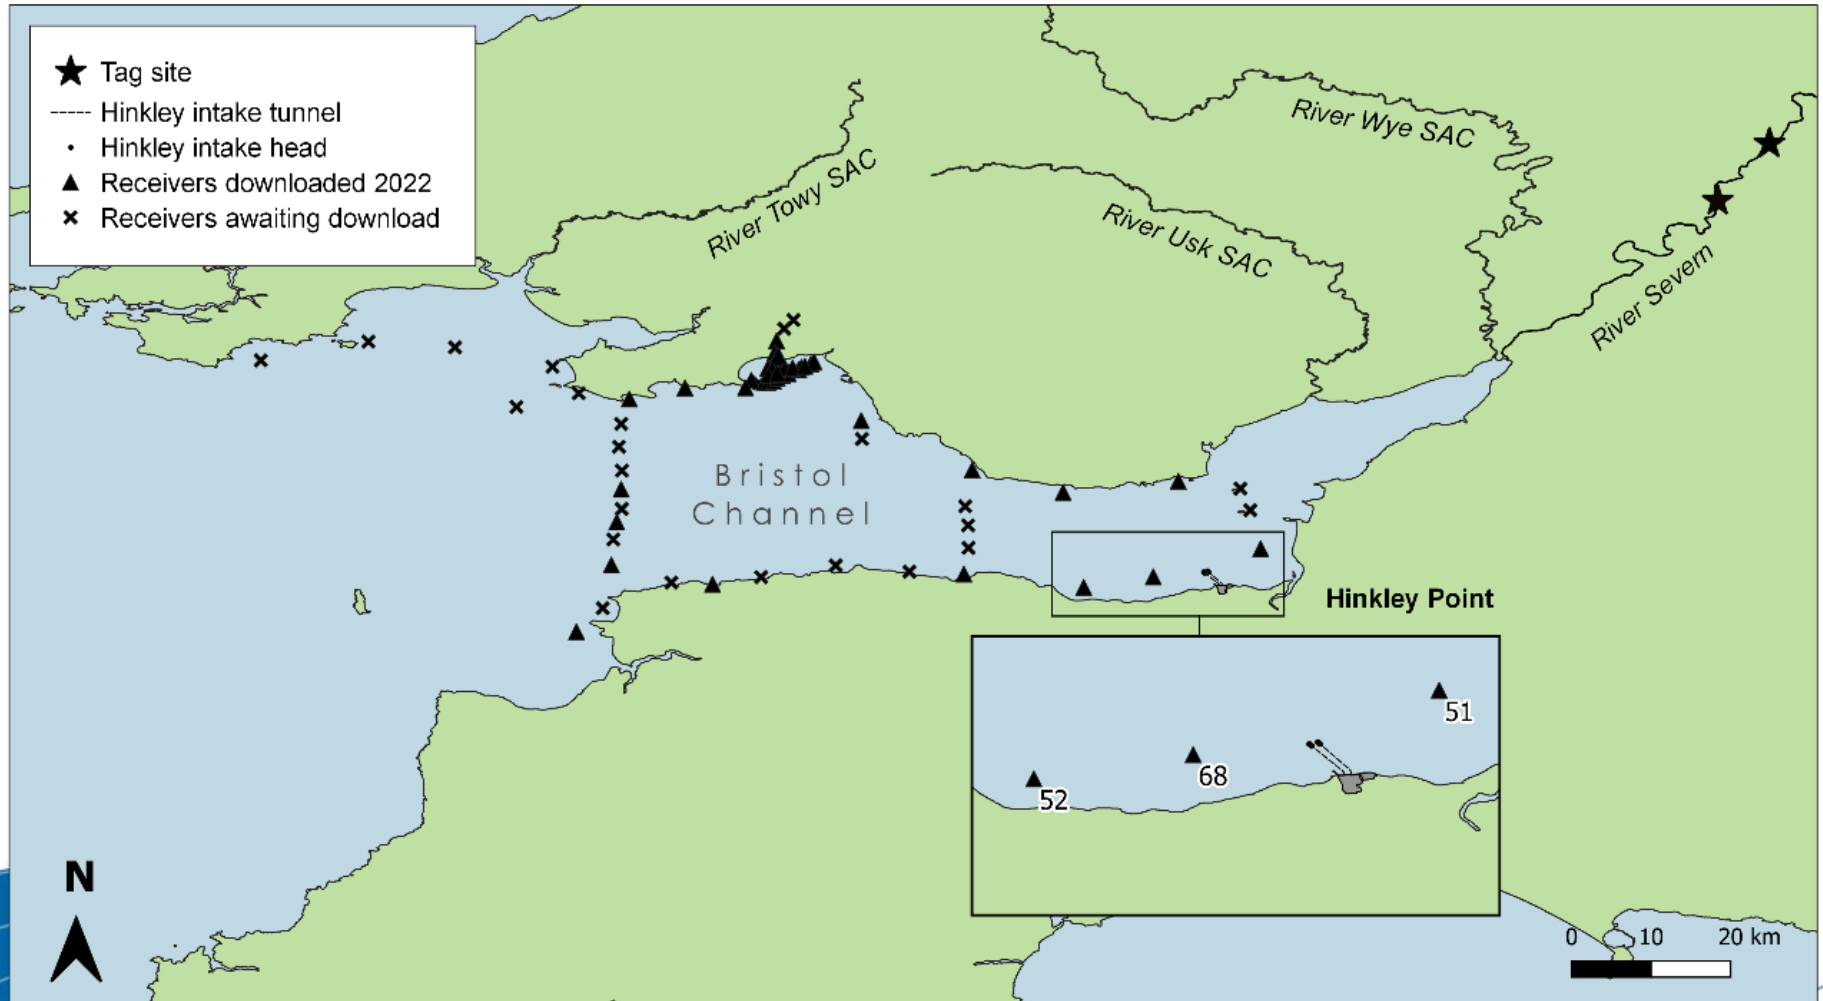 Tag site
Hinkley intake tunnel
Hinkley intake head
Receivers downloaded 2022
Receivers awaiting download
River Wye SAC
River Towy SAC
River Usk SAC
River Severn
Bristol
Channel
Hinkley Point
51
68
52
N
0 10 20 km